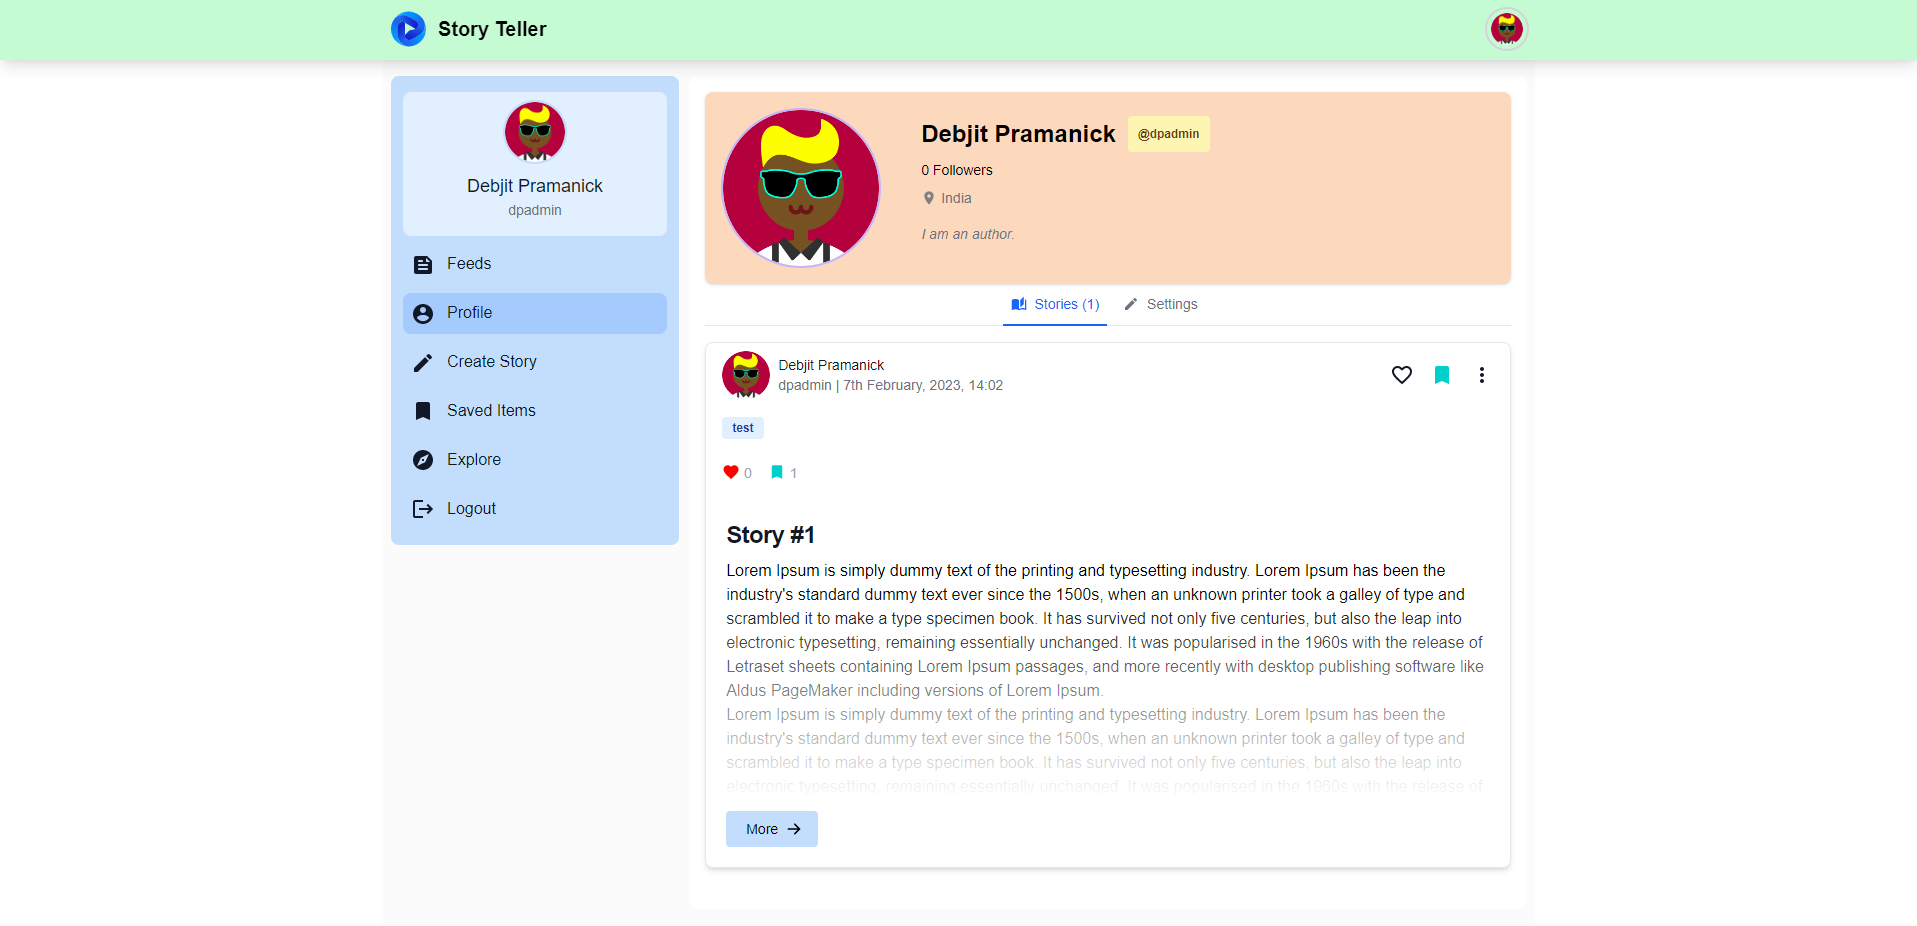 Story Teller
Debjit Pramanick
dpadmin
Feeds
Profile
Create Story
Saved Items
Explore
Logout
Debjit Pramanick @dpadmin
0 Followers
India
I am an author.
Stories (1) Settings
Debjit Pramanick
dpadmin | 7th February, 2023, 14:02
test
0 1
Story #1
Lorem Ipsum is simply dummy text of the printing and typesetting industry. Lorem Ipsum has been the
industry's standard dummy text ever since the 1500s, when an unknown printer took a galley of type and
scrambled it to make a type specimen book. It has survived not only five centuries, but also the leap into
electronic typesetting, remaining essentially unchanged. It was popularised in the 1960s with the release of
Letraset sheets containing Lorem Ipsum passages, and more recently with desktop publishing software like
Aldus PageMaker including versions of Lorem Ipsum.
Lorem Ipsum is simply dummy text of the printing and typesetting industry. Lorem Ipsum has been the
industry's standard dummy text ever since the 1500s, when an unknown printer took a galley of type and
scrambled it to make a type specimen book. It has survived not only five centuries, but also the leap into
electronic typesetting, remaining essentially unchanged. It was popularised in the 1960s with the release of
More